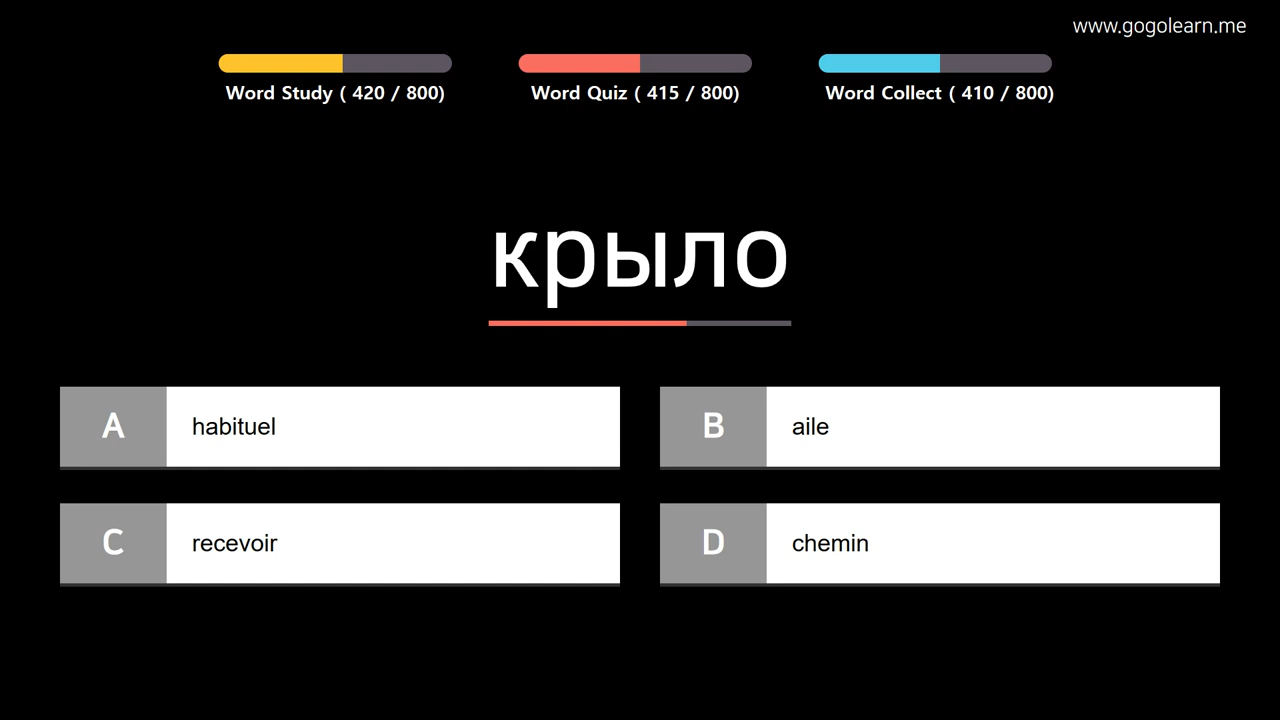 www.gogolearn.me
Word Study ( 420 / 800)
Word Quiz ( 415 / 800)
Word Collect ( 410 / 800)
крыло
A
habituel
B
aile
C
recevoir
D
chemin